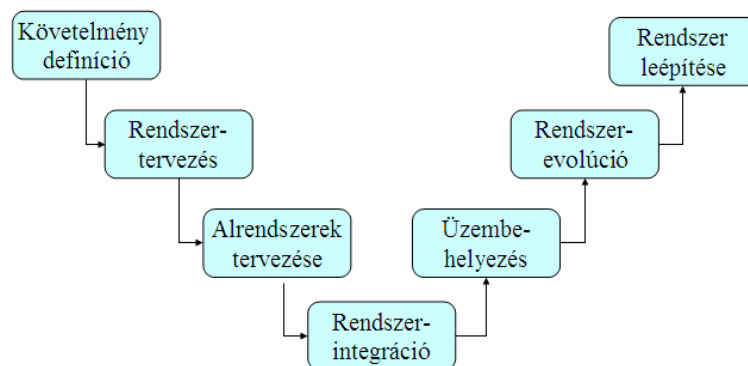 Követelmény
definíció
Rendszer-
tervezés
Alrendszerek
tervezése
Rendszer-
integráció
Üzembe-
helyezés
Rendszer-
evolúció
Rendszer
leépítése